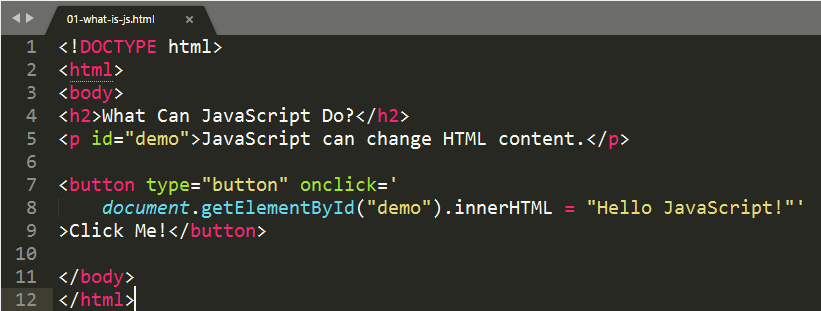 01-what-is-js.html ×
1 <!DOCTYPE html>
2 <html>
3 <body>
4 <h2>What Can JavaScript Do?</h2>
5 <p id="demo">JavaScript can change HTML content.</p>
6
7 <button type="button" onclick='
8     document.getElementById("demo").innerHTML = "Hello JavaScript!"'
9 >Click Me!</button>
10
11 </body>
12 </html>